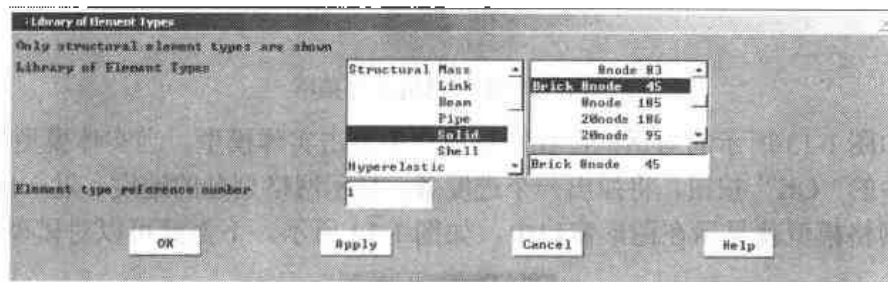 Library of Element Types
Only structural element types are shown
Library of Element Types
Structural Mass
Link
Beam
Pipe
Solid
Shell
Hyperelastic
8node 83
Brick 8node 45
8node 185
20node 186
20node 95
Brick 8node 45
Element type reference number
1
OK
Apply
Cancel
Help